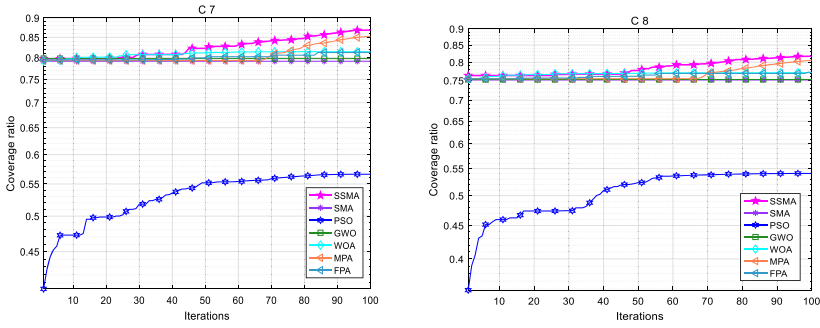 C 7
0.9
0.85
0.8
0.75
0.7
0.65
0.6
0.55
0.5
0.45
Coverage ratio
10 20 30 40 50 60 70 80 90 100
Iterations
SSMA
SMA
PSO
GWO
WOA
MPA
FPA
C 8
0.9
0.85
0.8
0.75
0.7
0.65
0.6
0.55
0.5
0.45
0.4
Coverage ratio
10 20 30 40 50 60 70 80 90 100
Iterations
SSMA
SMA
PSO
GWO
WOA
MPA
FPA